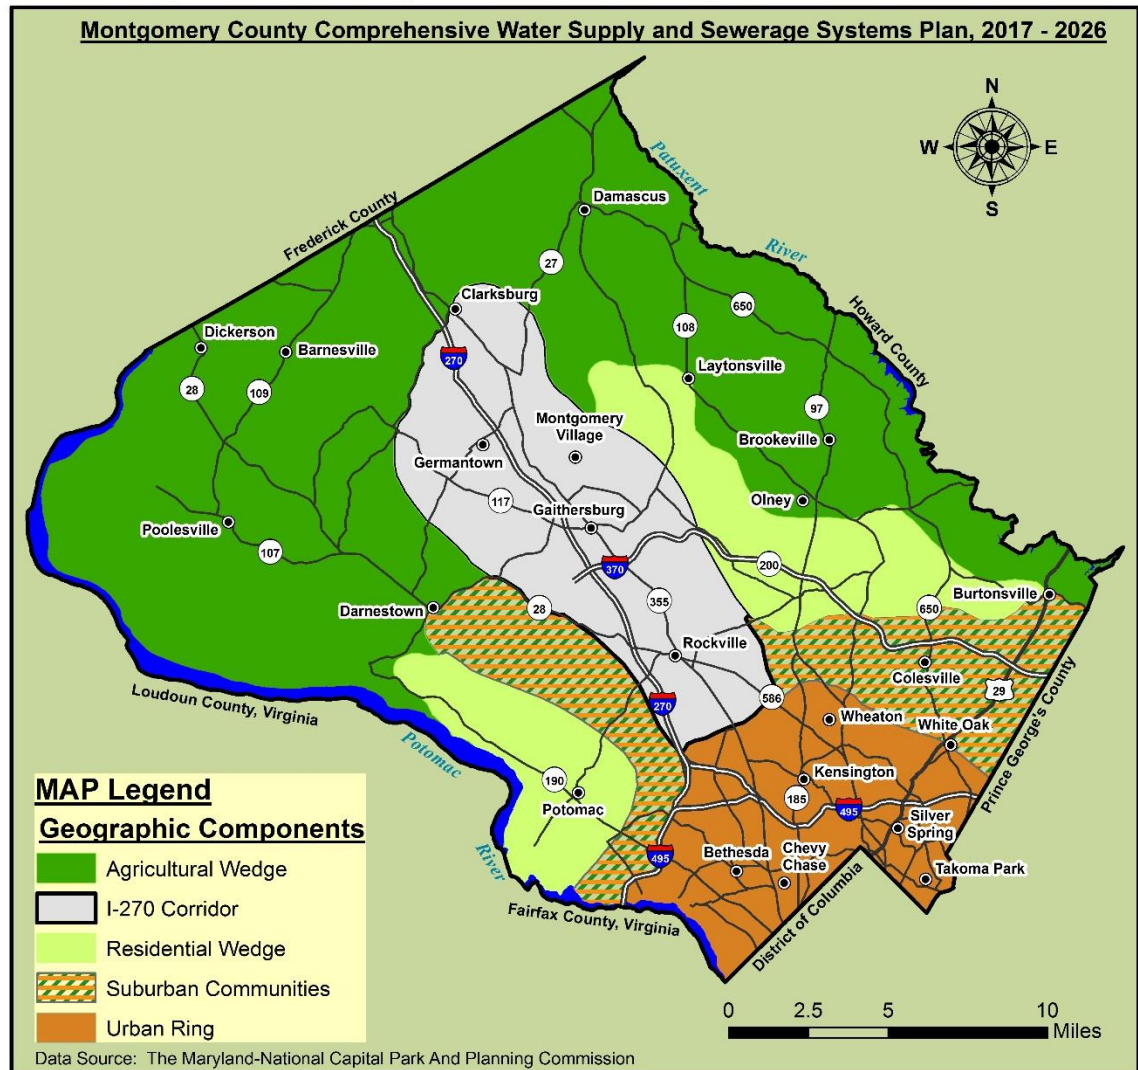 Montgomery County Comprehensive Water Supply and Sewerage Systems Plan, 2017 - 2026
N
W
E
S
Patuxent
River
Frederick County
Damascus
27
Clarksburg
650
Howard County
108
Dickerson
Barnesville
270
28
109
Laytonsville
97
Montgomery
Village
Brookeville
Germantown
117
Gaithersburg
Olney
Poolesville
107
370
200
Darnestown
28
355
650
Burtonsville
Rockville
Colesville
586
29
Loudoun County, Virginia
270
Wheaton
White Oak
Prince George's County
Potomac
River
190
Potomac
Kensington
185
495
Silver
Spring
495
Bethesda
Chevy
Chase
Takoma Park
Fairfax County, Virginia
District of Columbia
MAP Legend
Geographic Components
Agricultural Wedge
I-270 Corridor
Residential Wedge
Suburban Communities
Urban Ring
0
2.5
5
10
Miles
Data Source: The Maryland-National Capital Park And Planning Commission